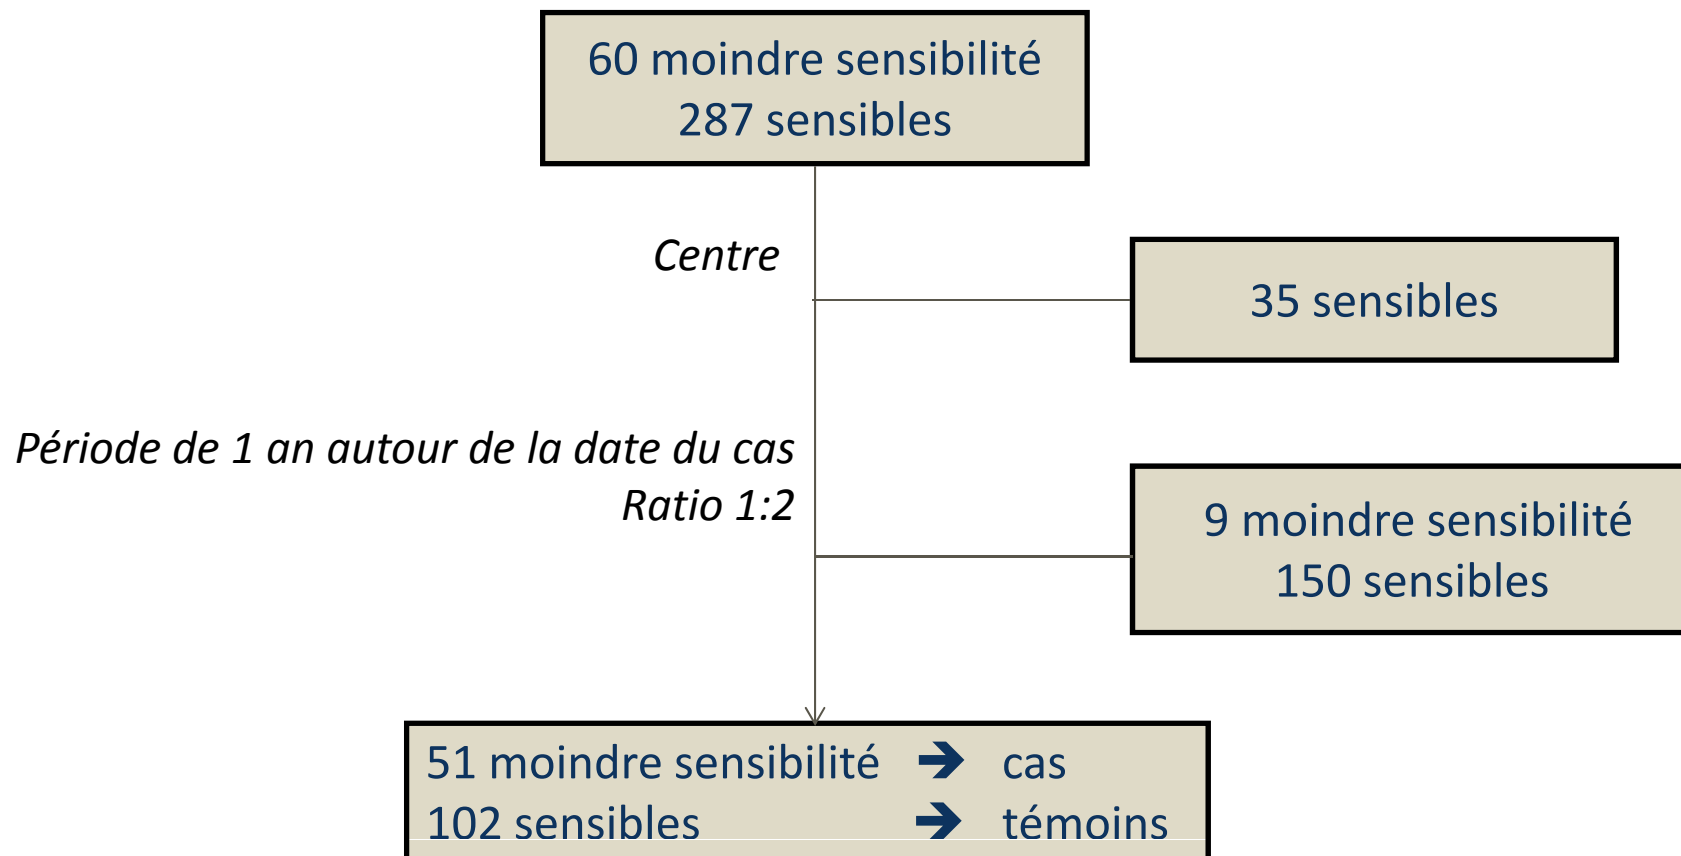 60 moindre sensibilité
287 sensibles
Centre
35 sensibles
Période de 1 an autour de la date du cas
Ratio 1:2
9 moindre sensibilité
150 sensibles
51 moindre sensibilité ➔ cas
102 sensibles ➔ témoins